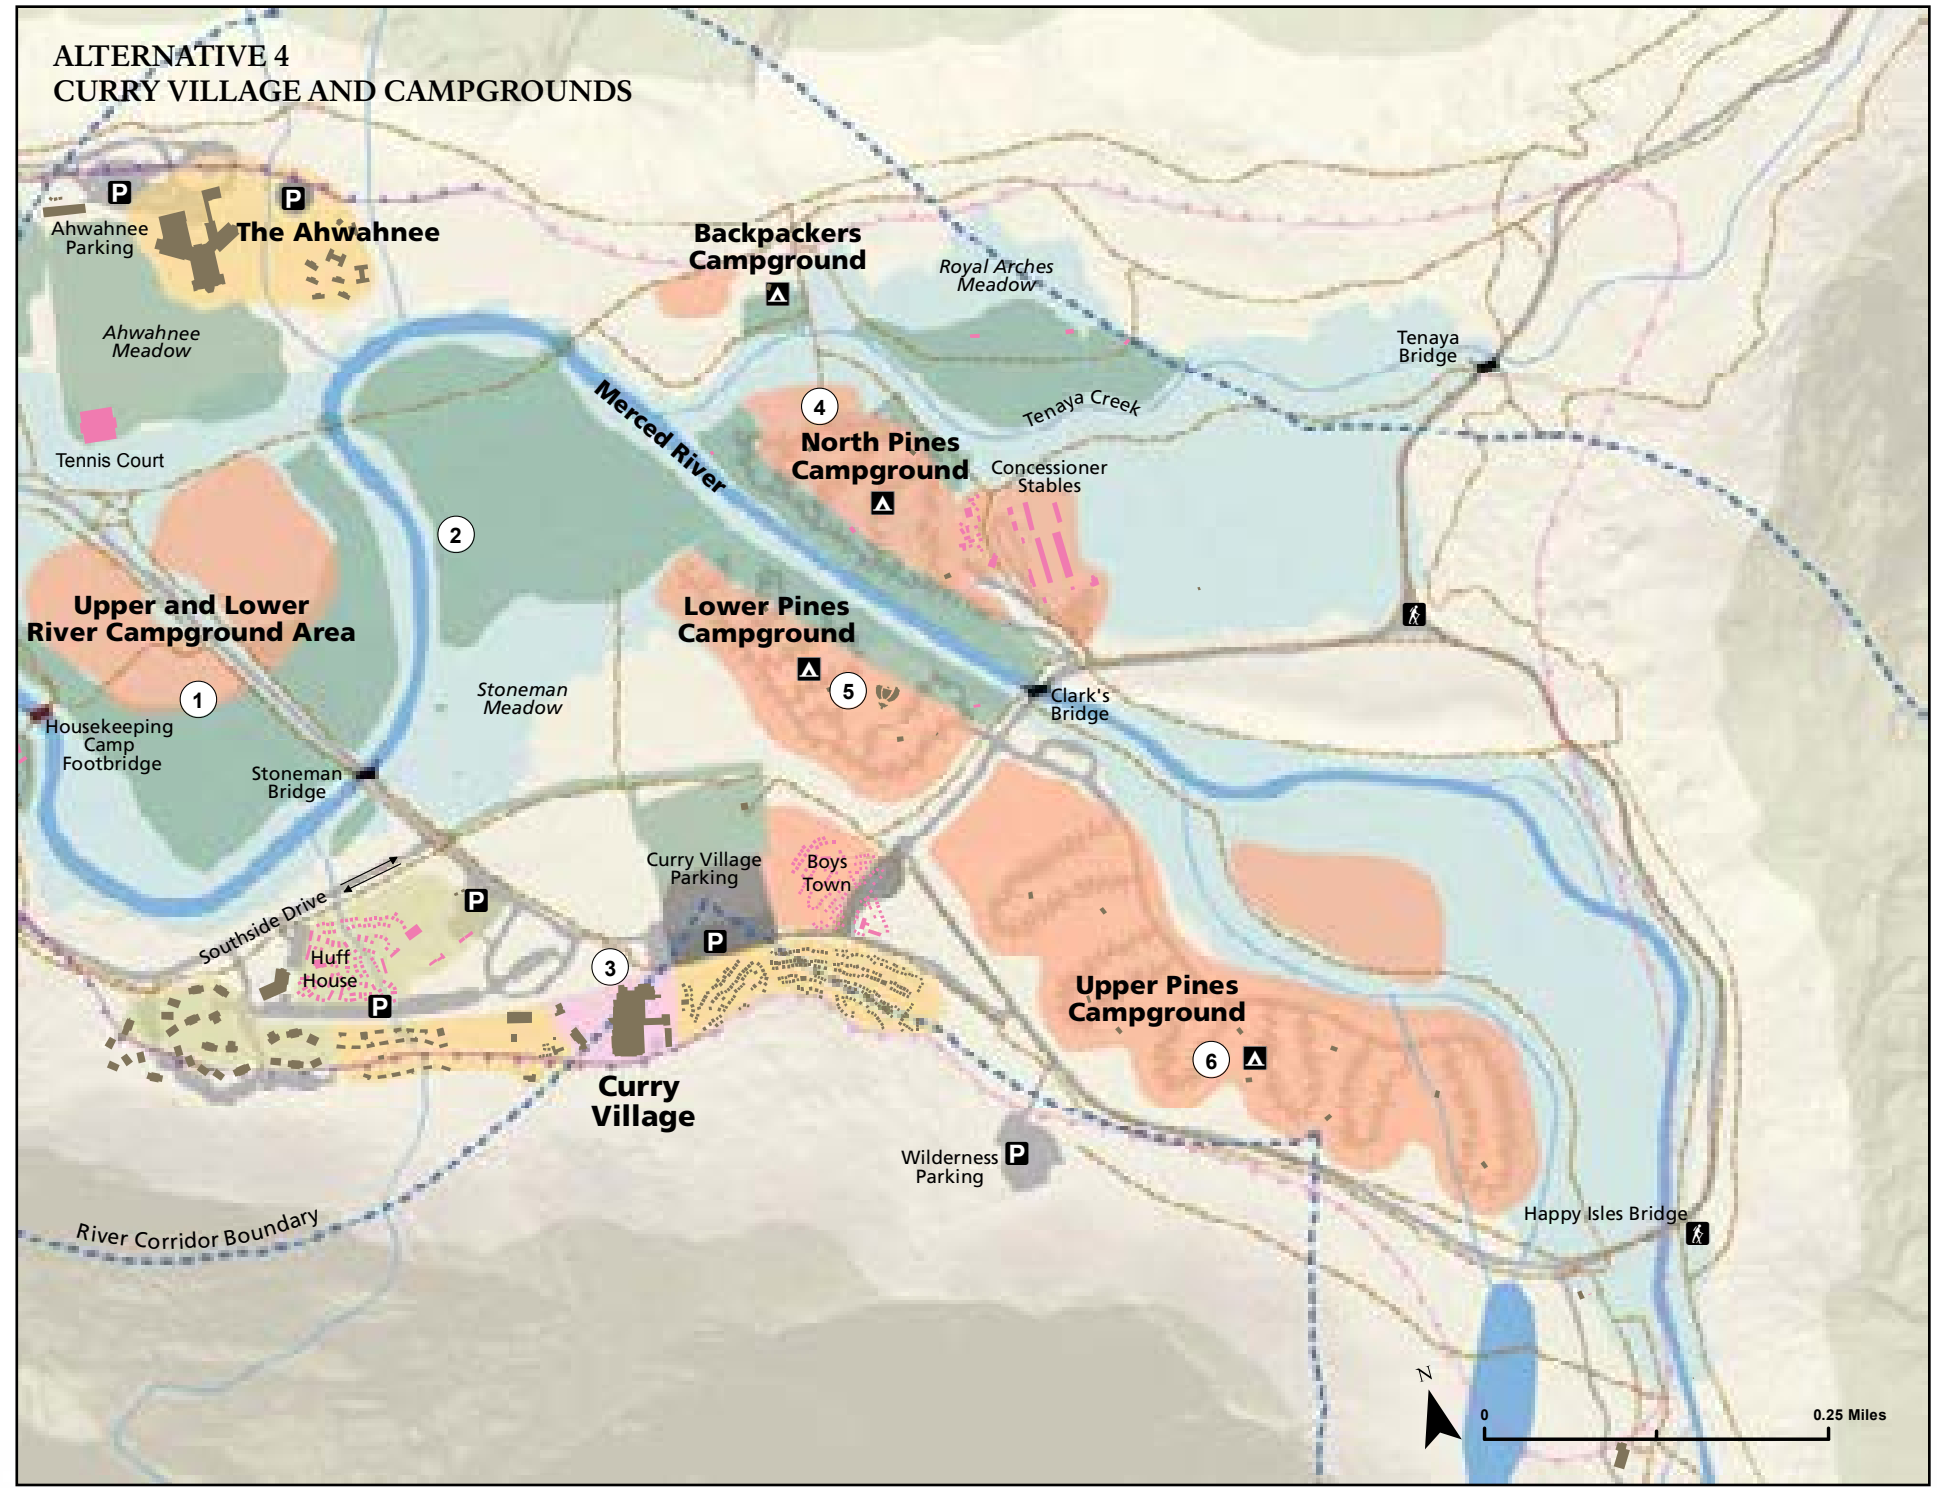 ALTERNATIVE 4
CURRY VILLAGE AND CAMPGROUNDS
P
P
Ahwahnee
Parking
The Ahwahnee
Backpackers
Campground
Royal Arches
Meadow
Ahwahnee
Meadow
Tenaya
Bridge
Merced River
Tenaya Creek
4
North Pines
Campground
Tennis Court
Concessioner
Stables
2
Upper and Lower
River Campground Area
Lower Pines
Campground
1
5
Stoneman
Meadow
Clark's
Bridge
Housekeeping
Camp
Footbridge
Stoneman
Bridge
Curry Village
Parking
Boys
Town
P
Southside Drive
P
Huff
House
3
P
Upper Pines
Campground
6
Curry
Village
Wilderness
Parking
P
River Corridor Boundary
Happy Isles Bridge
N
0
0.25 Miles